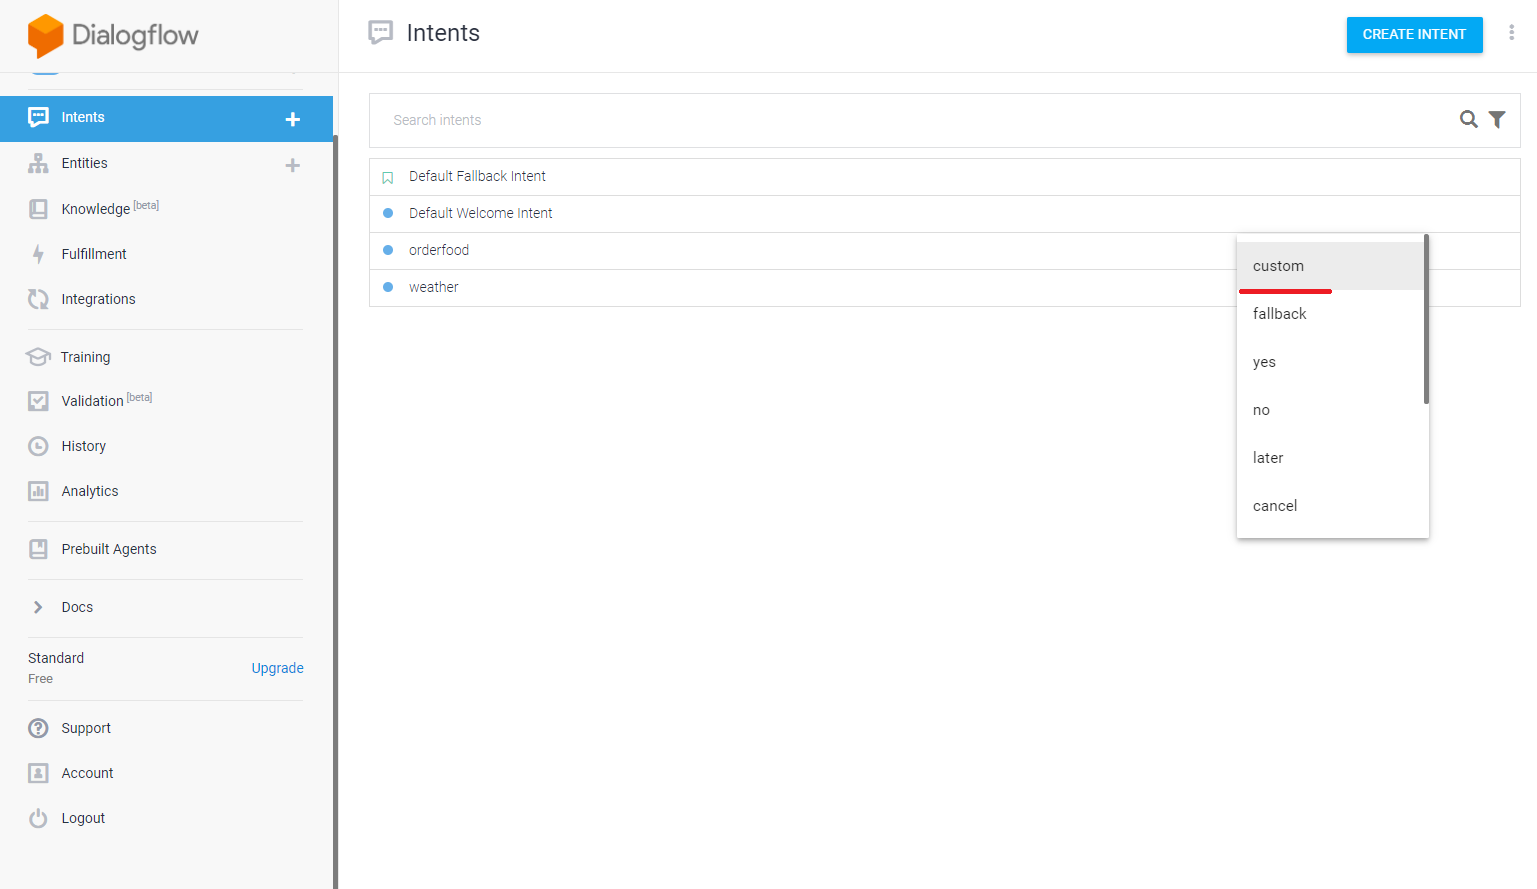 Dialogflow
Intents
CREATE INTENT
Intents
Entities
Knowledge [beta]
Fulfillment
Integrations
Training
Validation [beta]
History
Analytics
Prebuilt Agents
Docs
Standard
Free
Upgrade
Support
Account
Logout
Search intents
Default Fallback Intent
Default Welcome Intent
orderfood
weather
custom
fallback
yes
no
later
cancel